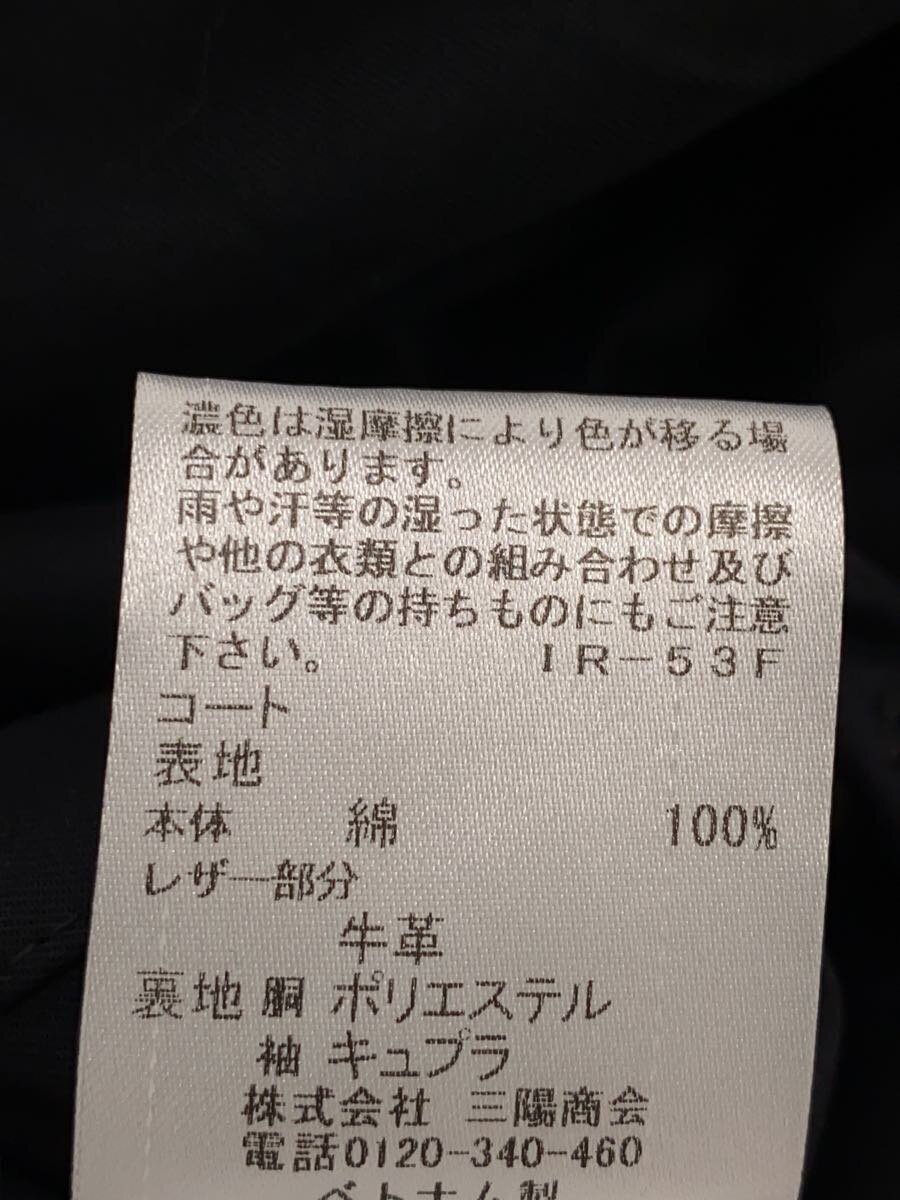 濃色は湿摩擦により色が移る場
合があります。
雨や汗等の湿った状態での摩擦
や他の衣類との組み合わせ及び
バッグ等の持ちものにもご注意
下さい。 IR-53F
コート
表地
本体 綿 100%
レザー部分
牛革
裏地 胴 ポリエステル
袖 キュプラ
株式会社 三陽商会
電話0120-340-460
ベトナム製